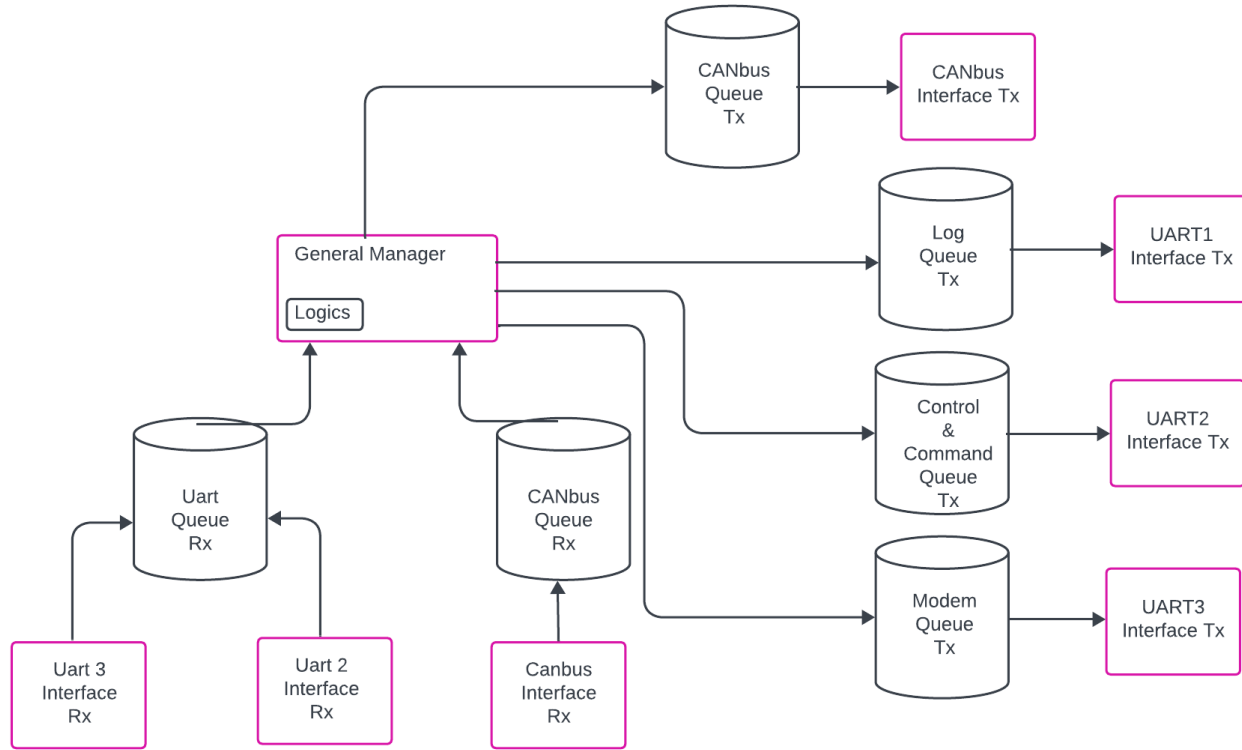 CANbus
Queue
Tx
CANbus
Interface Tx
Log
Queue
Tx
UART1
Interface Tx
General Manager
Logics
Control
&
Command
Queue
Tx
UART2
Interface Tx
Uart
Queue
Rx
CANbus
Queue
Rx
Modem
Queue
Tx
UART3
Interface Tx
Uart 3
Interface
Rx
Uart 2
Interface
Rx
Canbus
Interface
Rx